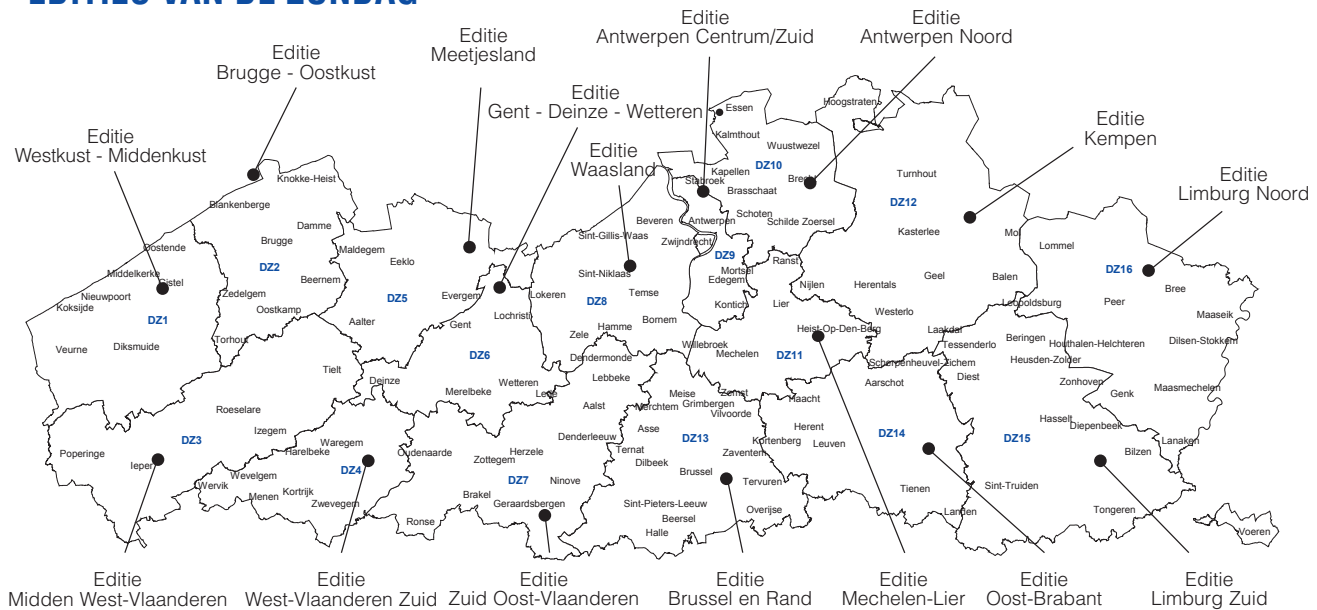 EDITIES VAN DE ZONDAG
Editie
Brugge - Oostkust
Editie
Meetjesland
Editie
Antwerpen Centrum/Zuid
Editie
Antwerpen Noord
Editie
Gent - Deinze - Wetteren
Editie
Westkust - Middenkust
Editie
Waasland
Editie
Kempen
Editie
Limburg Noord
Essen
Hoogstraten
Kalmthout
Wuustwezel
DZ10
Kapellen
Stabroek
Brecht
Brasschaat
Schoten
Schilde
Zoersel
Antwerpen
Turnhout
DZ12
Kasterlee
Mol
Geel
Balen
Herentals
Westerlo
Laakdal
Lommel
DZ16
Bree
Peer
Maaseik
Leopoldsburg
Dilsen-Stokkem
Houthalen-Helchteren
Knokke-Heist
Blankenberge
Damme
Brugge
DZ2
Beernem
Zedelgem
Oostkamp
Torhout
Oostende
Middelkerke
Gistel
Nieuwpoort
Koksijde
DZ1
Veurne
Diksmuide
Maldegem
Eeklo
DZ5
Aalter
Evergem
Gent
Lochristi
DZ6
Deinze
Merelbeke
Wetteren
Lede
Beveren
Sint-Gillis-Waas
Zwijndrecht
Sint-Niklaas
Lokeren
DZ8
Temse
Hamme
Bornem
Zele
Dendermonde
DZ9
Mortsel
Edegem
Kontich
Ranst
Nijlen
Lier
Heist-Op-Den-Berg
Willebroek
Mechelen
DZ11
Tielt
Roeselare
DZ3
Izegem
Poperinge
Ieper
Waregem
Harelbeke
DZ4
Wevelgem
Wervik
Menen
Kortrijk
Zwevegem
Lebbeke
Aalst
Denderleeuw
Oudenaarde
Herzele
Zottegem
DZ7
Ninove
Brakel
Geraardsbergen
Ronse
Meise
Zemst
Merchtem
Grimbergen
Vilvoorde
Asse
DZ13
Kortenberg
Ternat
Zaventem
Dilbeek
Brussel
Tervuren
Sint-Pieters-Leeuw
Overijse
Beersel
Halle
Scherpenheuvel-Zichem
Aarschot
Diest
Haacht
Herent
DZ14
Leuven
Tienen
Landen
Tessenderlo
Beringen
Heusden-Zolder
Zonhoven
Genk
Maasmechelen
Hasselt
Diepenbeek
DZ15
Lanaken
Bilzen
Sint-Truiden
Tongeren
Voeren
Editie
Midden West-Vlaanderen
Editie
West-Vlaanderen Zuid
Editie
Zuid Oost-Vlaanderen
Editie
Brussel en Rand
Editie
Mechelen-Lier
Editie
Oost-Brabant
Editie
Limburg Zuid